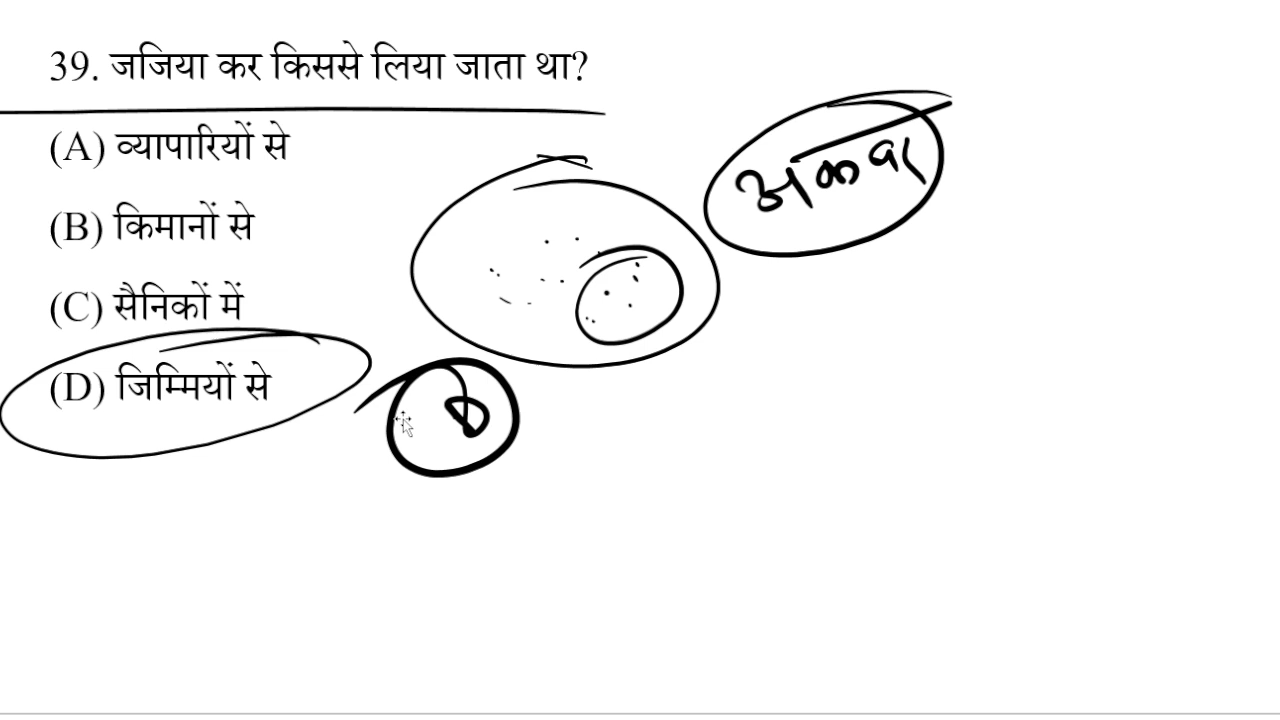 39. जजिया कर किससे लिया जाता था?
(A) व्यापारियों से
(B) किमानों से
(C) सैनिकों में
(D) जिम्मियों से
अकबर